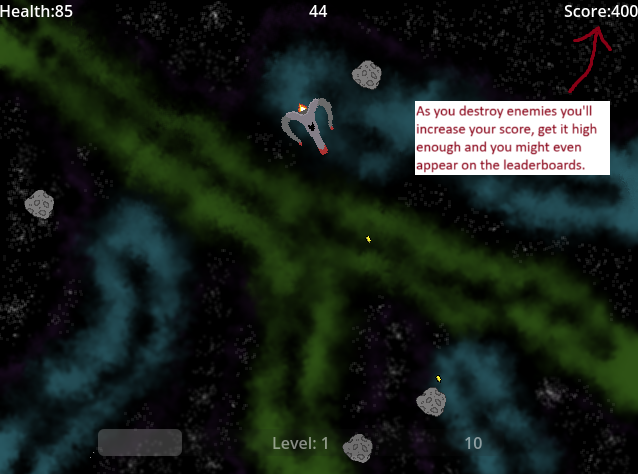 Health:85
44
Score:400
As you destroy enemies you'll
increase your score, get it high
enough and you might even
appear on the leaderboards.
Level: 1
10